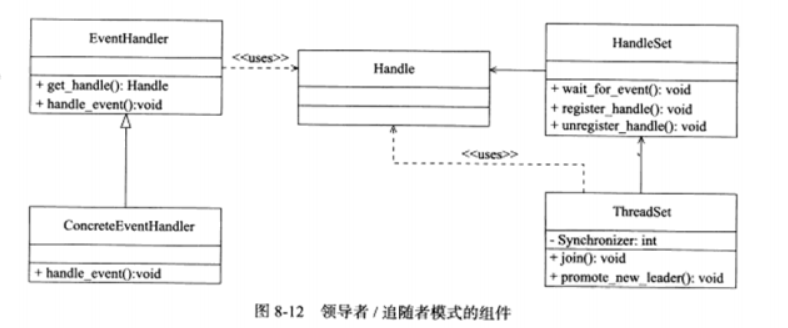 EventHandler
+ get_handle(): Handle
+ handle_event():void
<<uses>>
Handle
HandleSet
+ wait_for_event(): void
+ register_handle(): void
+ unregister_handle(): void
<<uses>>
ConcreteEventHandler
+ handle_event():void
ThreadSet
- Synchronizer: int
+ join(): void
+ promote_new_leader(): void
图 8-12 领导者 / 追随者模式的组件